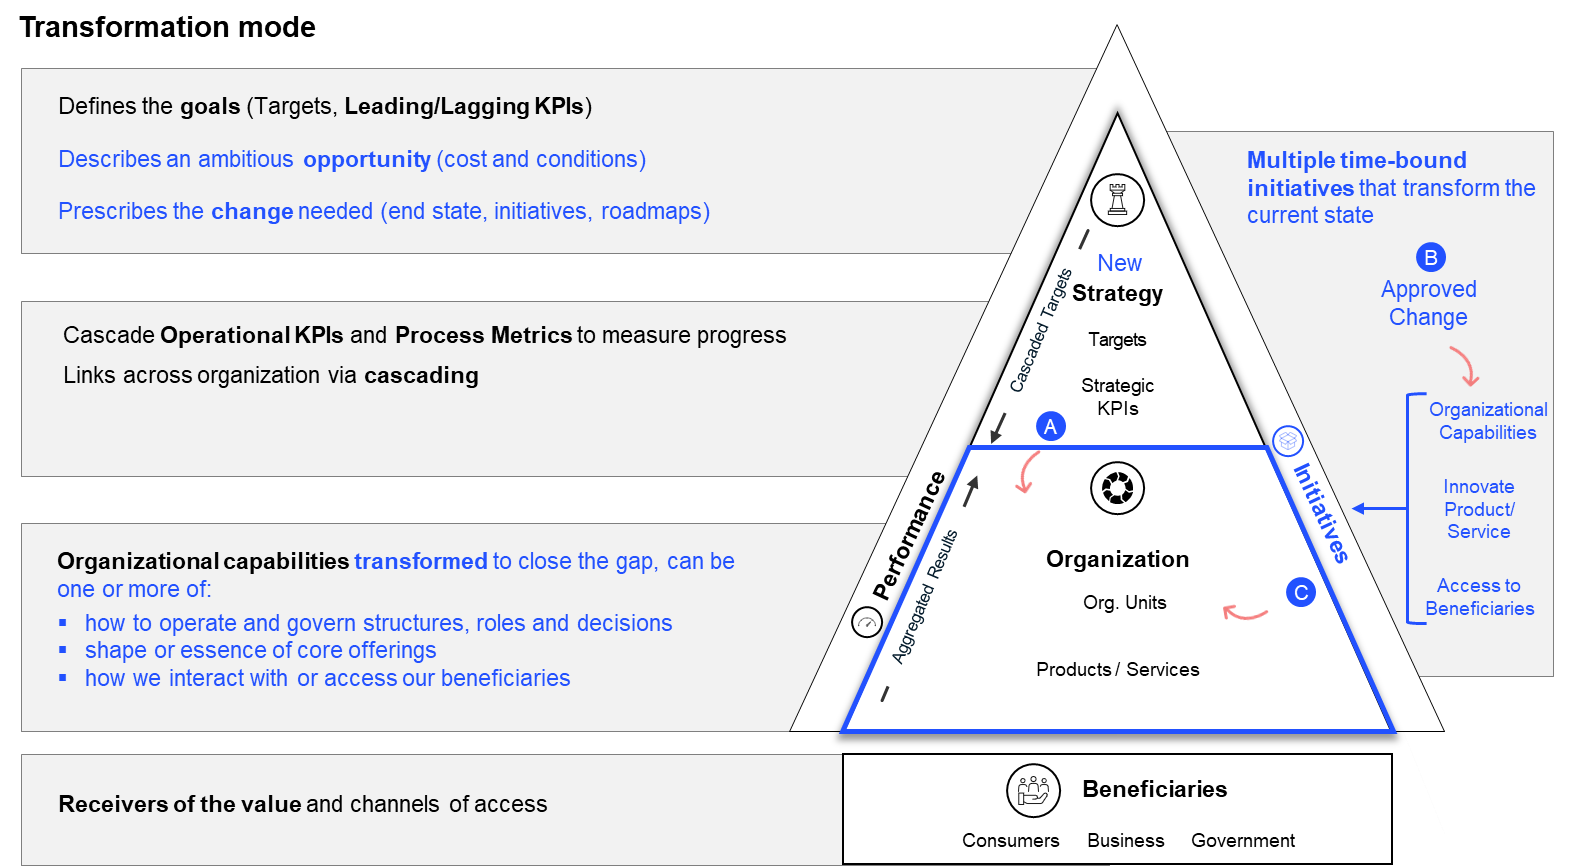 Transformation mode
Defines the goals (Targets, Leading/Lagging KPIs)
Describes an ambitious opportunity (cost and conditions)
Prescribes the change needed (end state, initiatives, roadmaps)
Cascade Operational KPIs and Process Metrics to measure progress
Links across organization via cascading
Organizational capabilities transformed to close the gap, can be
one or more of:
▪ how to operate and govern structures, roles and decisions
▪ shape or essence of core offerings
▪ how we interact with or access our beneficiaries
Receivers of the value and channels of access
New
Strategy
Targets
Strategic
KPIs
Cascaded Targets
A
Performance
Aggregated Results
Organization
Org. Units
Products / Services
C
Initiatives
Multiple time-bound
initiatives that transform the
current state
B
Approved
Change
Organizational
Capabilities
Innovate
Product/
Service
Access to
Beneficiaries
Beneficiaries
Consumers Business Government